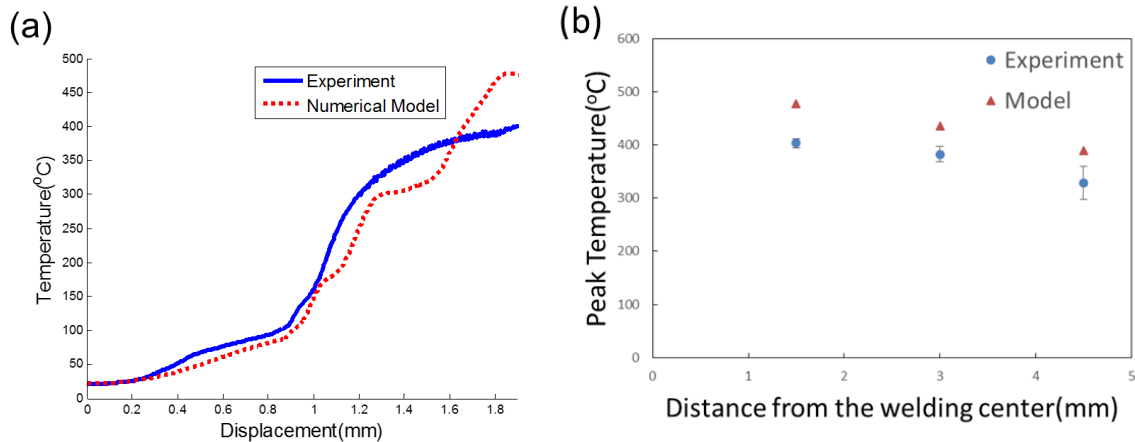 (a)
500
450
400
350
300
250
200
150
100
50
0
Temperature(⁰C)
Experiment
Numerical Model
0 0.2 0.4 0.6 0.8 1 1.2 1.4 1.6 1.8
Displacement(mm)
(b)
600
500
400
300
200
100
0
Peak Temperature(⁰C)
Experiment
Model
0 1 2 3 4 5
Distance from the welding center(mm)